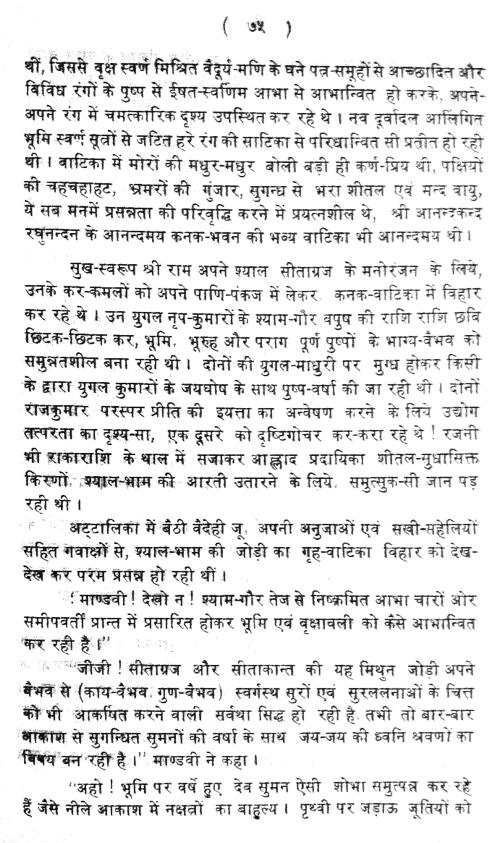 ( ७५ )
थीं, जिससे वृक्ष स्वर्ण मिश्रित वैदूर्य-मणि के घने पत्र-समूहों से आच्छादित और
विविध रंगों के पुष्प से ईषत-स्वर्णिम आभा से आभान्वित हो करके, अपने-
अपने रंग में चमत्कारिक दृश्य उपस्थित कर रहे थे । नव दूर्वादल आलिंगित
भूमि स्वर्ण सूत्रों से जटित हरे रंग की साटिका से परिधान्वित सी प्रतीत हो रही
थी । वाटिका में मोरों की मधुर-मधुर बोली बड़ी ही कर्ण-प्रिय थी, पक्षियों
की चहचहाहट, भ्रमरों की गुंजार, सुगन्ध से भरा शीतल एवं मन्द वायु,
ये सब मनमें प्रसन्नता की परिवृद्धि करने में प्रयत्नशील थे, श्री आनन्दकन्द
रघुनन्दन के आनन्दमय कनक-भवन की भव्य वाटिका भी आनन्दमय थी ।
सुख-स्वरूप श्री राम अपने श्याल सीताग्रज के मनोरंजन के लिये,
उनके कर-कमलों को अपने पाणि-पंकज में लेकर कनक-वाटिका में विहार
कर रहे थे । उन युगल नृप-कुमारों के श्याम-गौर वपुष की राशि राशि छबि
छिटक-छिटक कर, भूमि, भूरुह और पराग पूर्ण पुष्पों के भाग्य-वैभव को
समुन्नतशील बना रही थी । दोनों की युगल-माधुरी पर मुग्ध होकर किसी
के द्वारा युगल कुमारों के जयघोष के साथ पुष्प-वर्षा की जा रही थी । दोनों
राजकुमार परस्पर प्रीति की इयत्ता का अन्वेषण करने के लिये उद्योग
तत्परता का दृश्य-सा, एक दूसरे को दृष्टिगोचर कर-करा रहे थे ! रजनी
भी राकाराशि के थाल में सजाकर आह्लाद प्रदायिका शीतल-सुधासिक्त
किरणों, श्याल-भाम की आरती उतारने के लिये, समुत्सुक-सी जान पड़
रही थी ।
अट्टालिका में बैठी वैदेही जू, अपनी अनुजाओं एवं सखी-सहेलियों
सहित गवाक्षों से, श्याल-भाम की जोड़ी का गृह-वाटिका विहार को देख-
देख कर परम प्रसन्न हो रही थीं ।
"माण्डवी ! देखो न ! श्याम-गौर तेज से निष्क्रमित आभा चारों ओर
समीपवर्ती प्रान्त में प्रसारित होकर भूमि एवं वृक्षावली को कैसे आभान्वित
कर रही है ।"
"जीजी ! सीताग्रज और सीताकान्त की यह मिथुन जोड़ी अपने
वैभव से (काय-वैभव, गुण-वैभव) स्वर्गस्थ सुरों एवं सुरललनाओं के चित्त
को भी आकर्षित करने वाली सर्वथा सिद्ध हो रही है, तभी तो बार-बार
आकाश से सुगन्धित सुमनों की वर्षा के साथ जय-जय की ध्वनि श्रवणों का
विषय बन रही है ।" माण्डवी ने कहा ।
"अहो ! भूमि पर वर्षे हुए देव सुमन ऐसी शोभा समुत्पन्न कर रहे
हैं जैसे नीले आकाश में नक्षत्रों का बाहुल्य । पृथ्वी पर जड़ाऊ जूतियों को